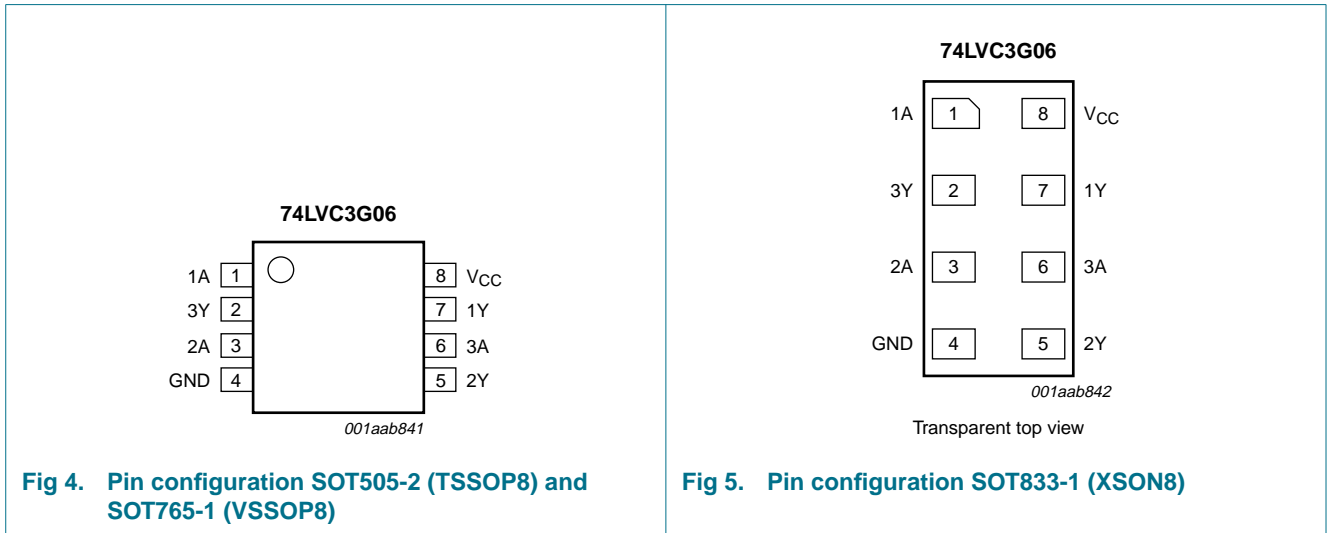 74LVC3G06
1A 1 8 VCC
3Y 2 7 1Y
2A 3 6 3A
GND 4 5 2Y
001aab841
Fig 4. Pin configuration SOT505-2 (TSSOP8) and
SOT765-1 (VSSOP8)
74LVC3G06
1A 1 8 VCC
3Y 2 7 1Y
2A 3 6 3A
GND 4 5 2Y
001aab842
Transparent top view
Fig 5. Pin configuration SOT833-1 (XSON8)